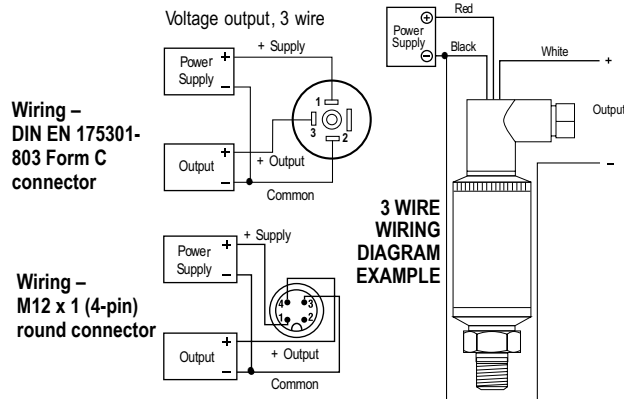 Voltage output, 3 wire
Wiring –
DIN EN 175301-
803 Form C
connector
Power
Supply
+
–
+ Supply
1
3
2
Output
+
–
+ Output
Common
Wiring –
M12 x 1 (4-pin)
round connector
Power
Supply
+
–
+ Supply
4
3
1
2
Output
+
–
+ Output
Common
Power
Supply
+
–
Red
Black
White
+
Output
–
3 WIRE
WIRING
DIAGRAM
EXAMPLE